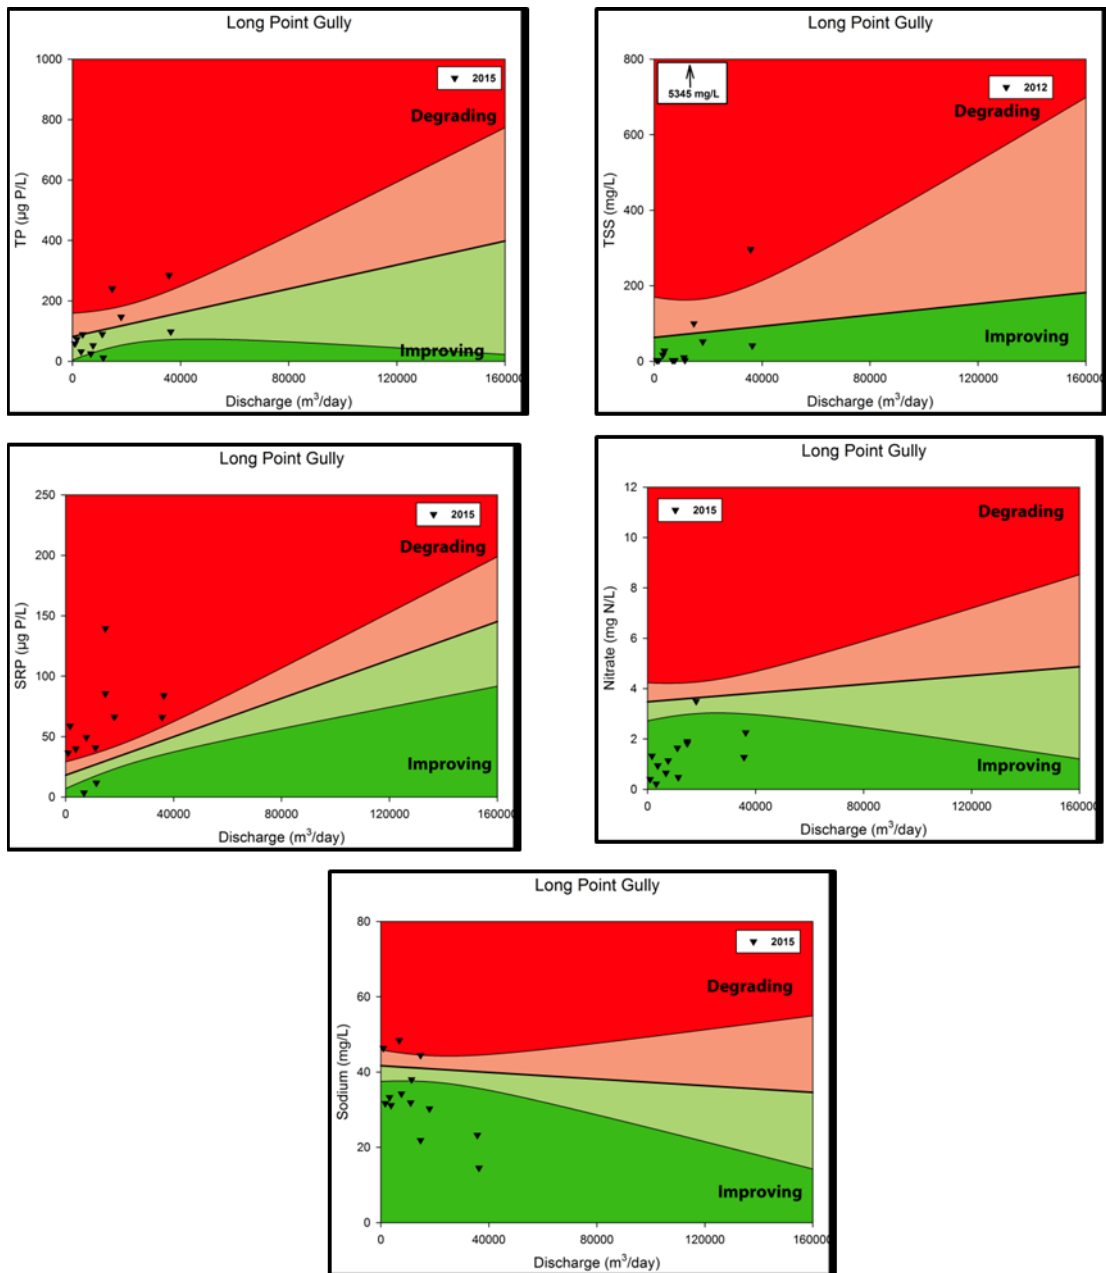 Long Point Gully
1000
800
600
400
200
0
TP (µg P/L)
2015
Degrading
Improving
0 40000 80000 120000 160000
Discharge (m³/day)
Long Point Gully
800
600
400
200
0
TSS (mg/L)
5345 mg/L
2012
Degrading
Improving
0 40000 80000 120000 160000
Discharge (m³/day)
Long Point Gully
250
200
150
100
50
0
SRP (µg P/L)
2015
Degrading
Improving
0 40000 80000 120000 160000
Discharge (m³/day)
Long Point Gully
12
10
8
6
4
2
0
Nitrate (mg N/L)
2015
Degrading
Improving
0 40000 80000 120000 160000
Discharge (m³/day)
Long Point Gully
80
60
40
20
0
Sodium (mg/L)
2015
Degrading
Improving
0 40000 80000 120000 160000
Discharge (m³/day)